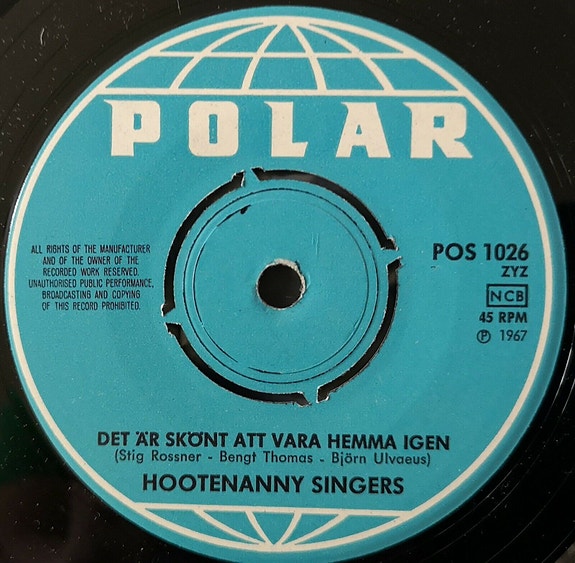 POLAR
ALL RIGHTS OF THE MANUFACTURER
AND OF THE OWNER OF THE
RECORDED WORK RESERVED.
UNAUTHORISED PUBLIC PERFORMANCE,
BROADCASTING AND COPYING
OF THIS RECORD PROHIBITED.
POS 1026
ZYZ
NCB
45 RPM
Ⓟ 1967
DET ÄR SKÖNT ATT VARA HEMMA IGEN
(Stig Rossner - Bengt Thomas - Björn Ulvaeus)
HOOTENANNY SINGERS